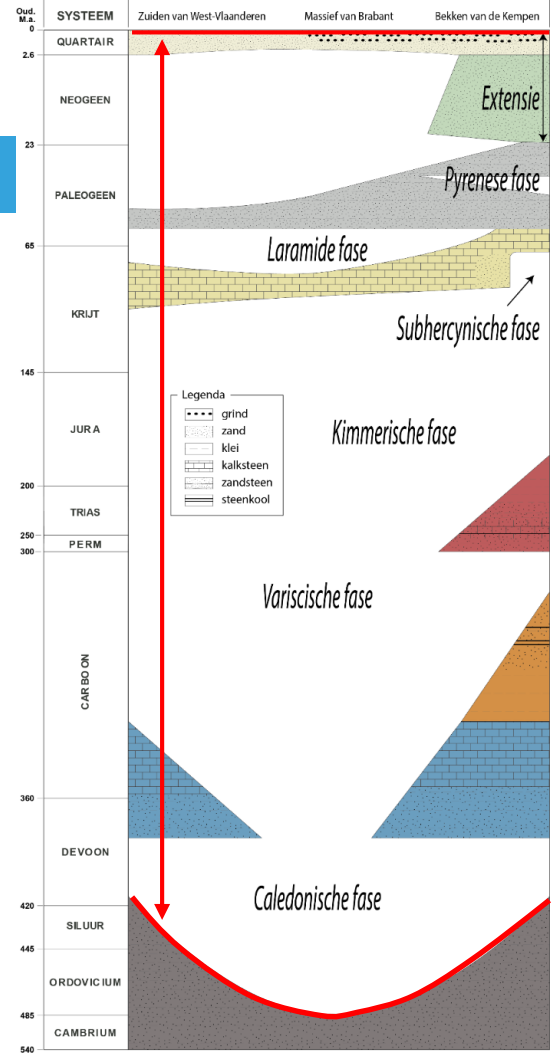 Oud.
M.a.
SYSTEEM
Zuiden van West-Vlaanderen
Massief van Brabant
Bekken van de Kempen
0
QUARTAIR
2.6
NEOGEEN
Extensie
23
PALEOGEEN
Pyrenese fase
65
Laramide fase
KRIJT
Subhercynische fase
145
Legenda
grind
zand
klei
kalksteen
zandsteen
steenkool
JURA
Kimmerische fase
200
TRIAS
250
PERM
300
Variscische fase
CARBOON
360
DEVOON
Caledonische fase
420
SILUUR
445
ORDOVICIUM
485
CAMBRIUM
540